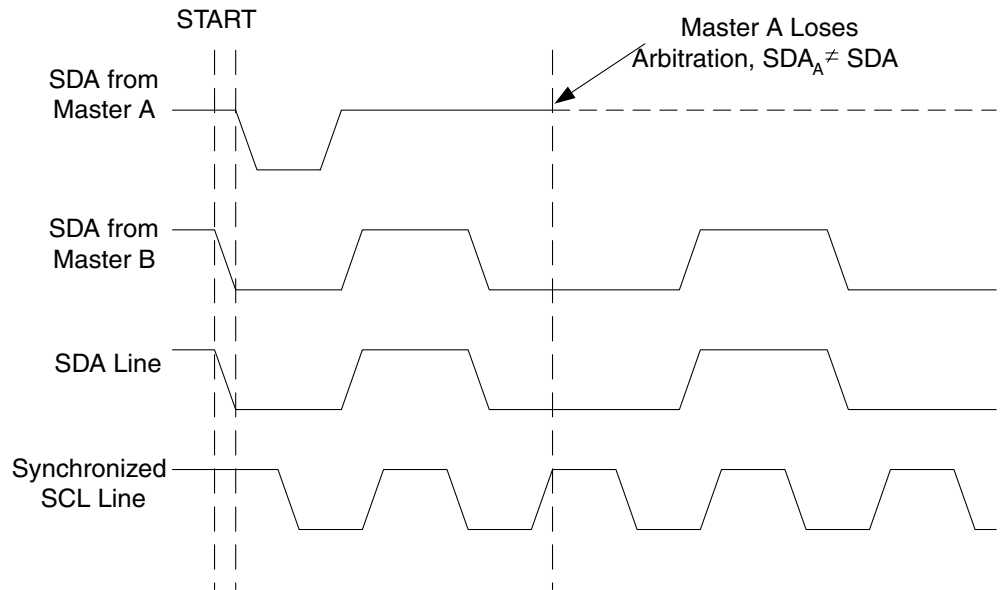 START
Master A Loses
Arbitration, SDA_A ≠ SDA
SDA from
Master A
SDA from
Master B
SDA Line
Synchronized
SCL Line